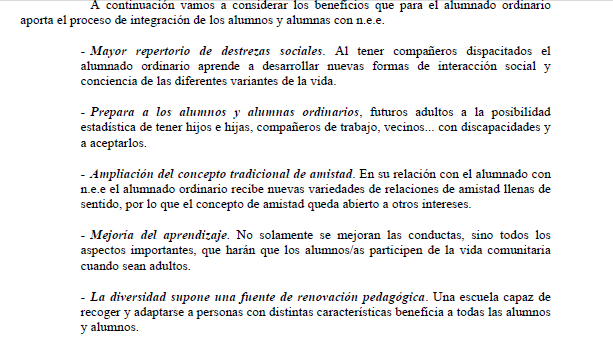 A continuación vamos a considerar los beneficios que para el alumnado ordinario
aporta el proceso de integración de los alumnos y alumnas con n.e.e.
- Mayor repertorio de destrezas sociales. Al tener compañeros dispacitados el
alumnado ordinario aprende a desarrollar nuevas formas de interacción social y
conciencia de las diferentes variantes de la vida.
- Prepara a los alumnos y alumnas ordinarios, futuros adultos a la posibilidad
estadística de tener hijos e hijas, compañeros de trabajo, vecinos... con discapacidades y
a aceptarlos.
- Ampliación del concepto tradicional de amistad. En su relación con el alumnado con
n.e.e el alumnado ordinario recibe nuevas variedades de relaciones de amistad llenas de
sentido, por lo que el concepto de amistad queda abierto a otros intereses.
- Mejoría del aprendizaje. No solamente se mejoran las conductas, sino todos los
aspectos importantes, que harán que los alumnos/as participen de la vida comunitaria
cuando sean adultos.
- La diversidad supone una fuente de renovación pedagógica. Una escuela capaz de
recoger y adaptarse a personas con distintas características beneficia a todas las alumnos
y alumnos.